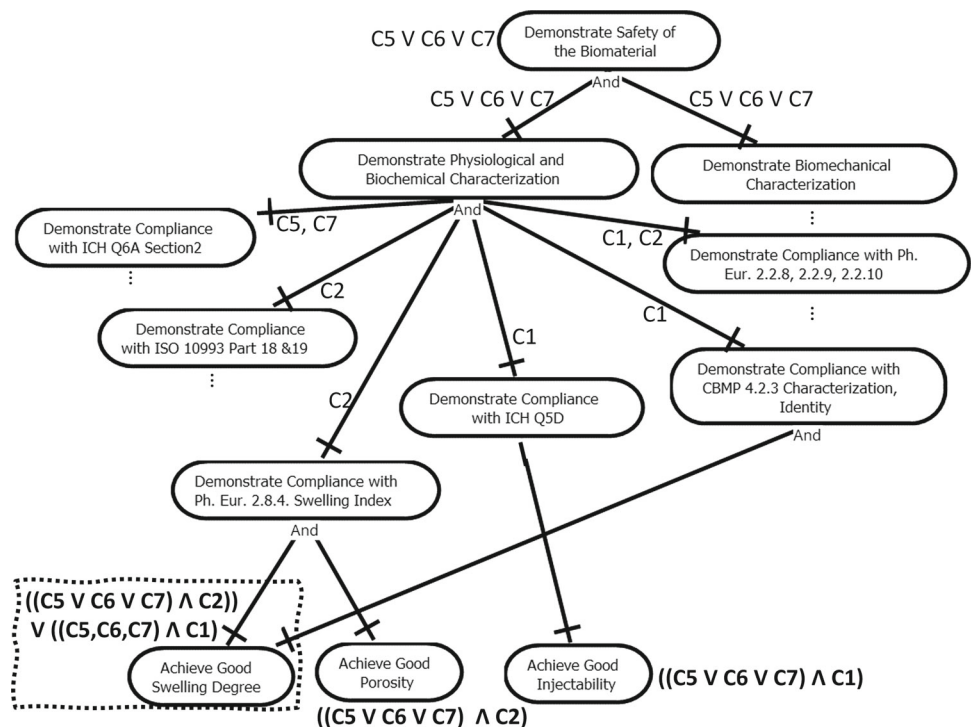 C5 V C6 V C7
Demonstrate Safety of
the Biomaterial
And
C5 V C6 V C7
C5 V C6 V C7
Demonstrate Physiological and
Biochemical Characterization
Demonstrate Biomechanical
Characterization
And
...
Demonstrate Compliance
with ICH Q6A Section2
...
C5, C7
C1, C2
Demonstrate Compliance with Ph.
Eur. 2.2.8, 2.2.9, 2.2.10
...
C2
C1
Demonstrate Compliance
with ISO 10993 Part 18 &19
...
C1
Demonstrate Compliance with
CBMP 4.2.3 Characterization,
Identity
And
C2
Demonstrate Compliance
with ICH Q5D
Demonstrate Compliance with
Ph. Eur. 2.8.4. Swelling Index
And
((C5 V C6 V C7) Λ C2))
V ((C5,C6,C7) Λ C1)
Achieve Good
Swelling Degree
Achieve Good
Porosity
((C5 V C6 V C7) Λ C2)
Achieve Good
Injectability
((C5 V C6 V C7) Λ C1)